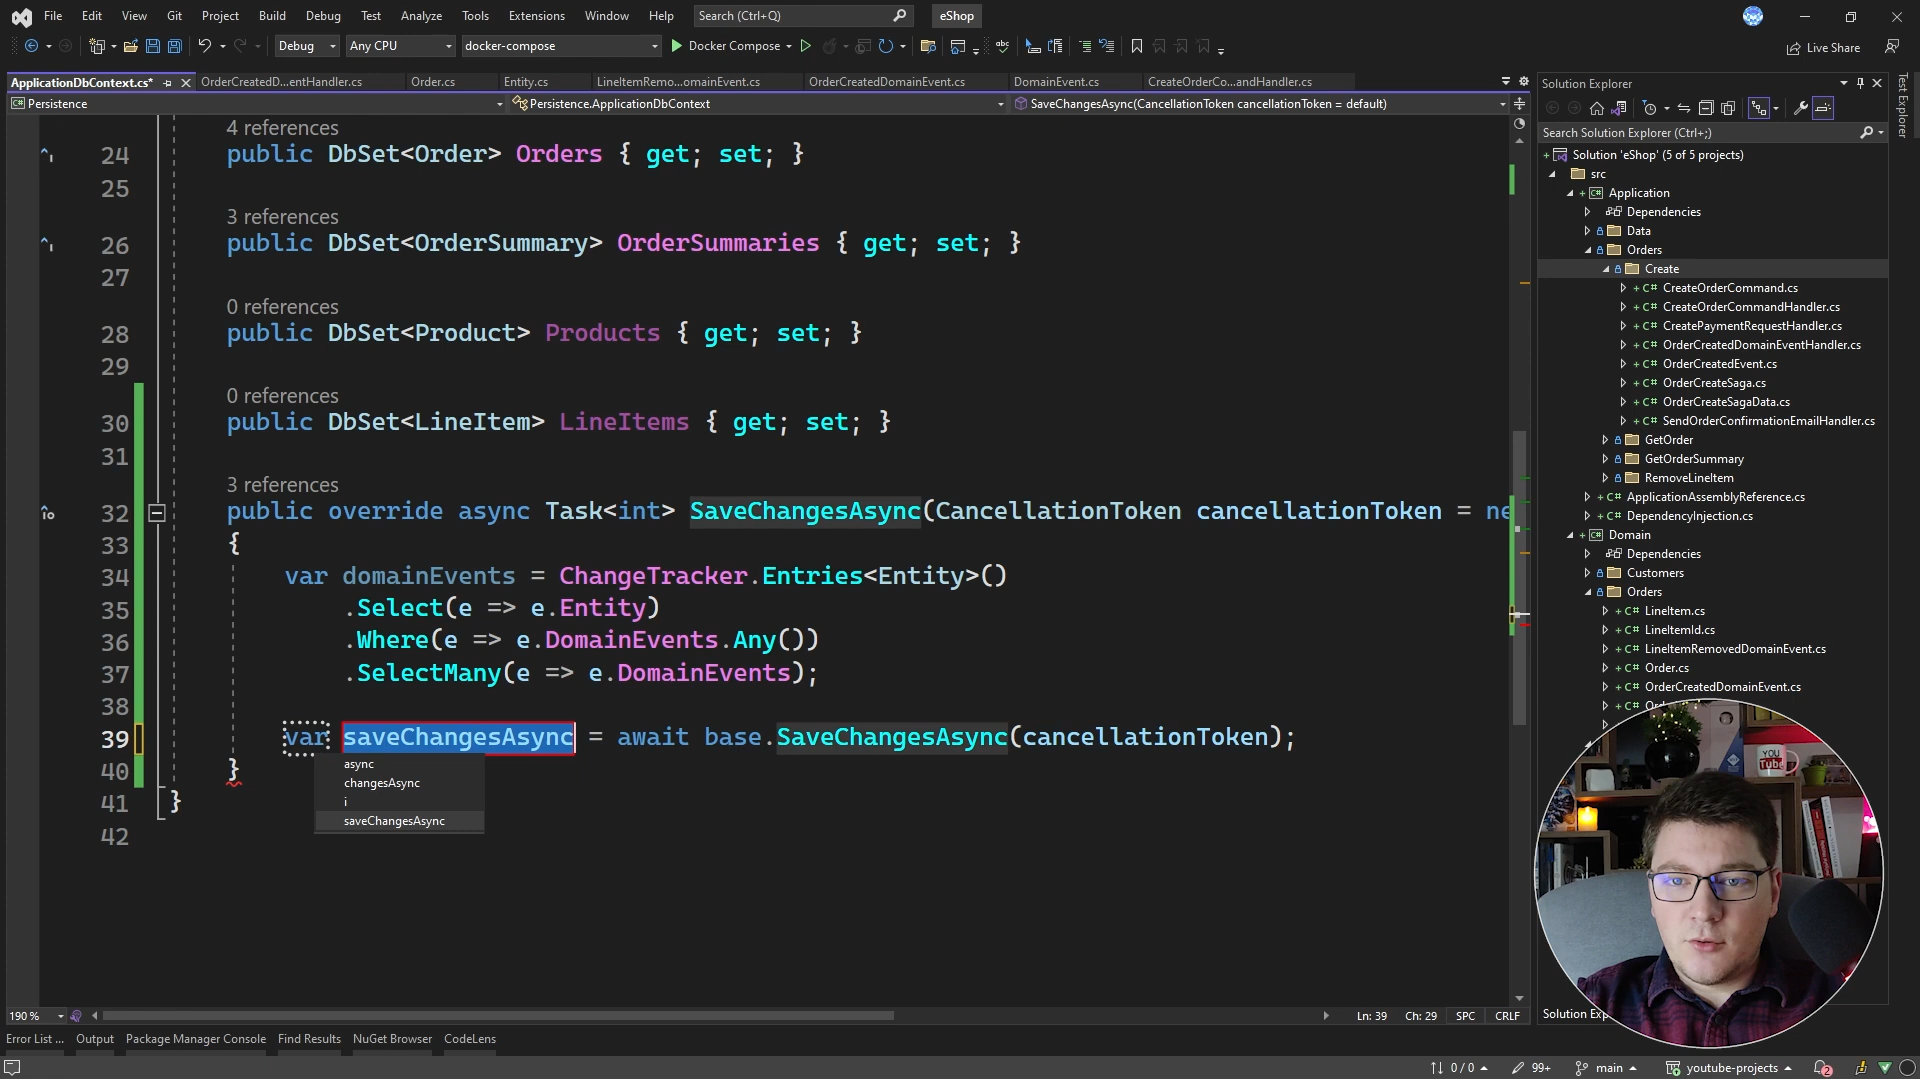 File Edit View Git Project Build Debug Test Analyze Tools Extensions Window Help Search (Ctrl+Q) eShop
Debug Any CPU docker-compose Docker Compose Live Share
ApplicationDbContext.cs* OrderCreatedD...entHandler.cs Order.cs Entity.cs LineItemRemo...omainEvent.cs OrderCreatedDomainEvent.cs DomainEvent.cs CreateOrderCo...andHandler.cs
Persistence Persistence.ApplicationDbContext SaveChangesAsync(CancellationToken cancellationToken = default)
4 references
24 public DbSet<Order> Orders { get; set; }
25
3 references
26 public DbSet<OrderSummary> OrderSummaries { get; set; }
27
0 references
28 public DbSet<Product> Products { get; set; }
29
0 references
30 public DbSet<LineItem> LineItems { get; set; }
31
3 references
32 public override async Task<int> SaveChangesAsync(CancellationToken cancellationToken = ne
33 {
34 var domainEvents = ChangeTracker.Entries<Entity>()
35 .Select(e => e.Entity)
36 .Where(e => e.DomainEvents.Any())
37 .SelectMany(e => e.DomainEvents);
38
39 var saveChangesAsync = await base.SaveChangesAsync(cancellationToken);
40 }
async
changesAsync
i
saveChangesAsync
41 }
42
190 % Ln: 39 Ch: 29 SPC CRLF
Error List ... Output Package Manager Console Find Results NuGet Browser CodeLens
0 / 0 99+ main youtube-projects 2
Solution Explorer
Search Solution Explorer (Ctrl+;)
Solution 'eShop' (5 of 5 projects)
src
Application
Dependencies
Data
Orders
Create
CreateOrderCommand.cs
CreateOrderCommandHandler.cs
CreatePaymentRequestHandler.cs
OrderCreatedDomainEventHandler.cs
OrderCreatedEvent.cs
OrderCreateSaga.cs
OrderCreateSagaData.cs
SendOrderConfirmationEmailHandler.cs
GetOrder
GetOrderSummary
RemoveLineItem
ApplicationAssemblyReference.cs
DependencyInjection.cs
Domain
Dependencies
Customers
Orders
LineItem.cs
LineItemId.cs
LineItemRemovedDomainEvent.cs
Order.cs
OrderCreatedDomainEvent.cs
YOU
Tube
Solution Exp
Test Explorer